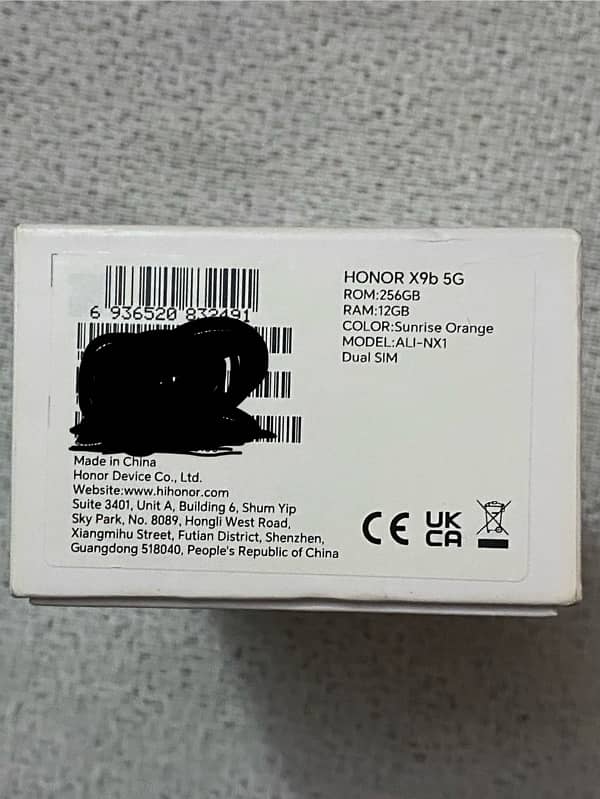 6 936520 832491
HONOR X9b 5G
ROM:256GB
RAM:12GB
COLOR:Sunrise Orange
MODEL:ALI-NX1
Dual SIM
Made in China
Honor Device Co., Ltd.
Website:www.hihonor.com
Suite 3401, Unit A, Building 6, Shum Yip
Sky Park, No. 8089, Hongli West Road,
Xiangmihu Street, Futian District, Shenzhen,
Guangdong 518040, People's Republic of China
CE
UK
CA